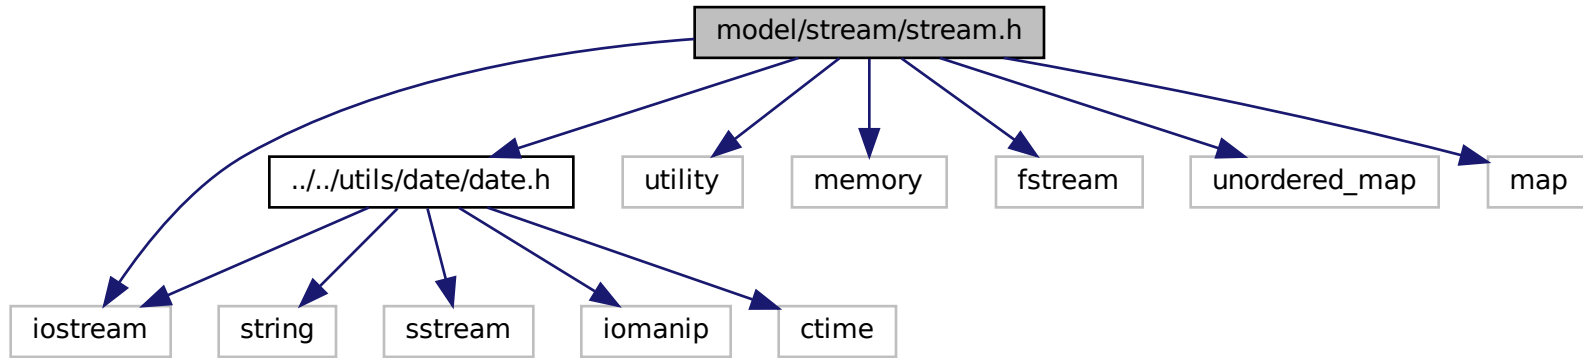 model/stream/stream.h
../../utils/date/date.h
utility
memory
fstream
unordered_map
map
iostream
string
sstream
iomanip
ctime